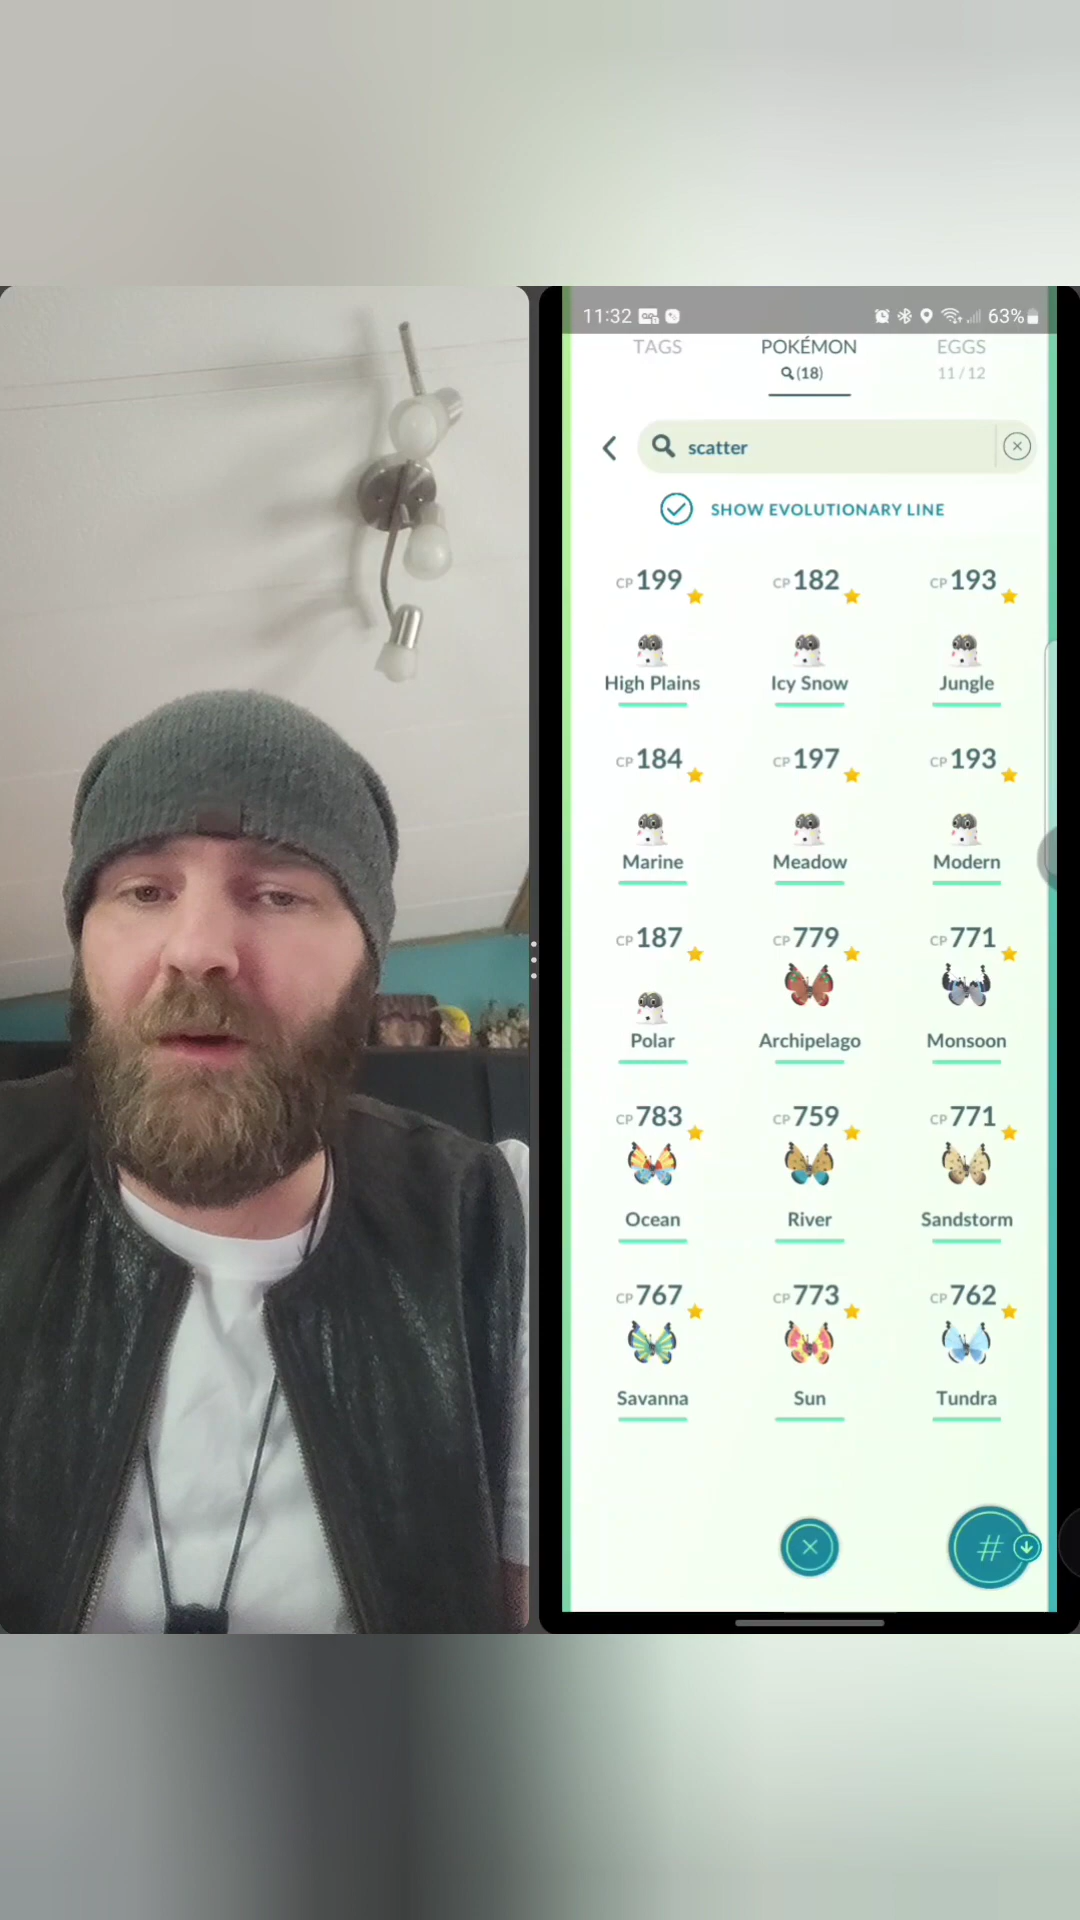 11:32
63%
TAGS
POKÉMON
EGGS
(18)
11 / 12
scatter
SHOW EVOLUTIONARY LINE
CP 199
CP 182
CP 193
High Plains
Icy Snow
Jungle
CP 184
CP 197
CP 193
Marine
Meadow
Modern
CP 187
CP 779
CP 771
Polar
Archipelago
Monsoon
CP 783
CP 759
CP 771
Ocean
River
Sandstorm
CP 767
CP 773
CP 762
Savanna
Sun
Tundra
#